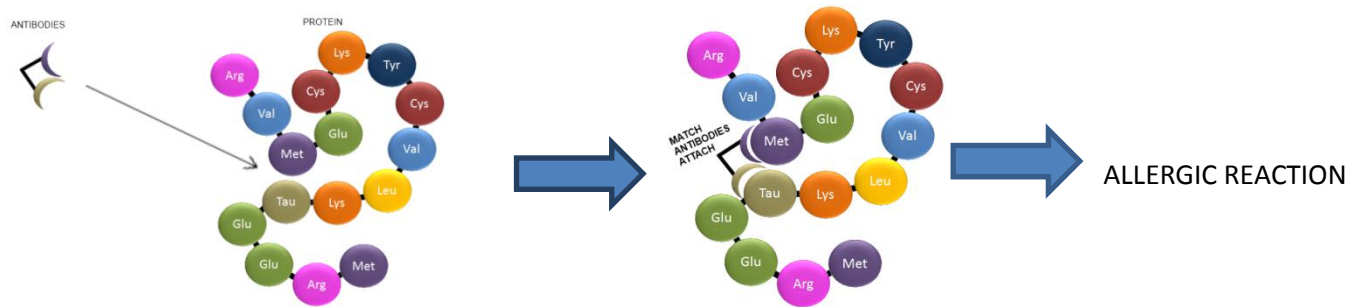 ANTIBODIES
PROTEIN
Lys
Tyr
Arg
Cys
Cys
Val
Glu
Val
Met
Leu
Tau
Lys
Glu
Glu
Arg
Met
Lys
Tyr
Arg
Cys
Cys
Val
Glu
Val
Met
MATCH
ANTIBODIES
ATTACH
Leu
Tau
Lys
Glu
Glu
Arg
Met
ALLERGIC REACTION